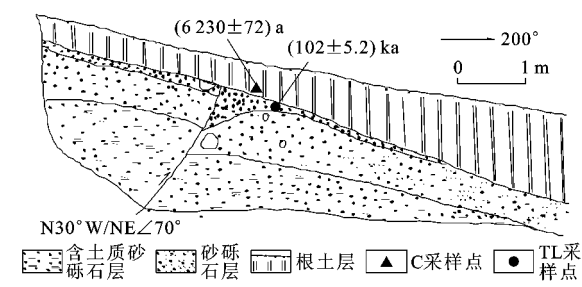 (6 230±72) a
(102±5.2) ka
200°
0 1 m
N30°W/NE∠70°
含土质砂砾石层
砂砾石层
根土层
C采样点
TL采样点